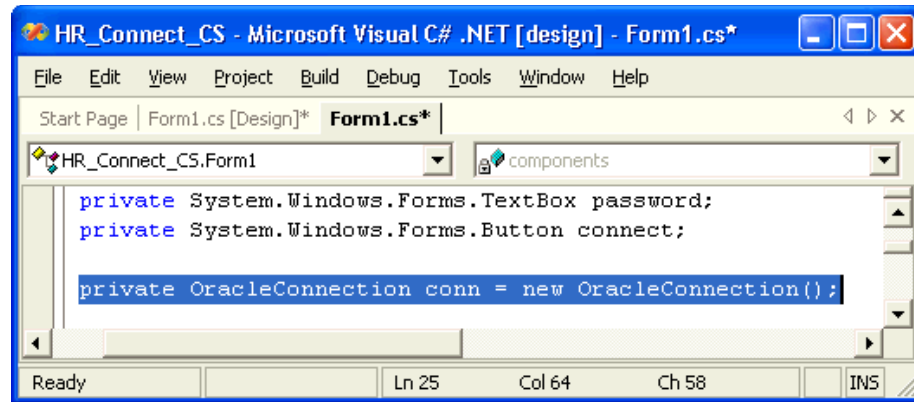 HR_Connect_CS - Microsoft Visual C# .NET [design] - Form1.cs*
File Edit View Project Build Debug Tools Window Help
Start Page Form1.cs [Design]* Form1.cs*
HR_Connect_CS.Form1 components
private System.Windows.Forms.TextBox password;
private System.Windows.Forms.Button connect;
private OracleConnection conn = new OracleConnection();
Ready Ln 25 Col 64 Ch 58 INS